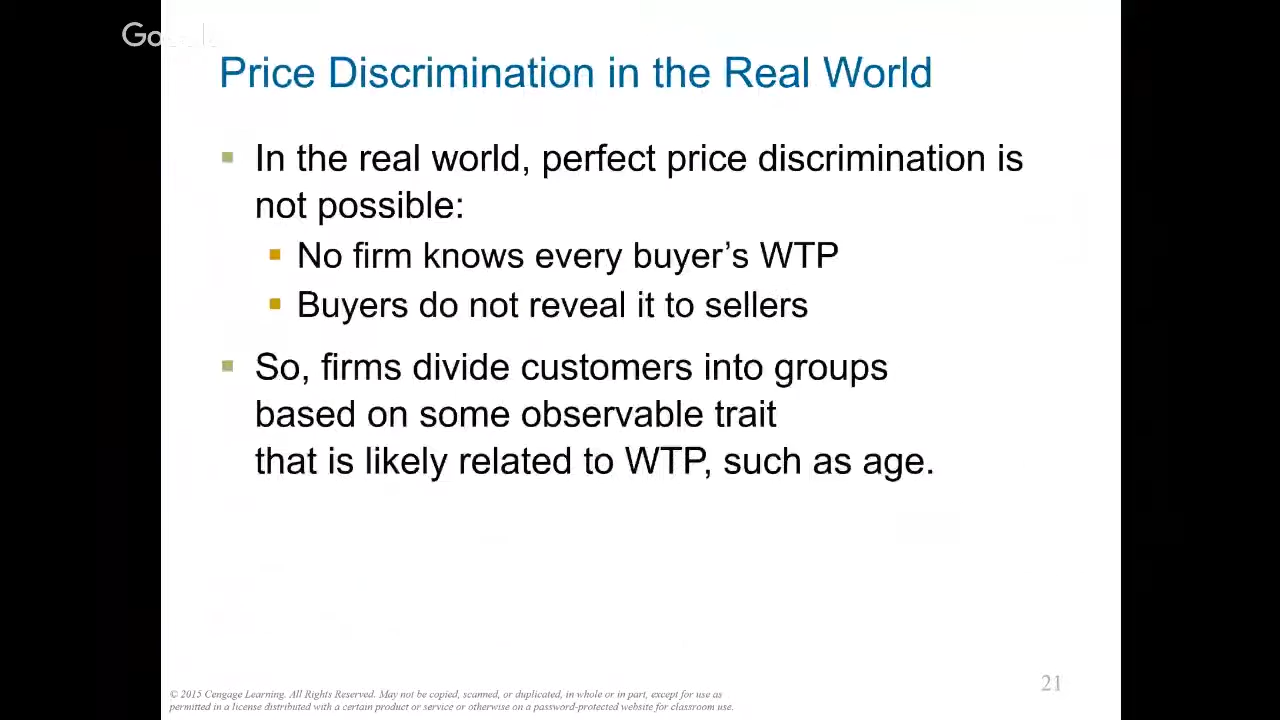 Price Discrimination in the Real World
In the real world, perfect price discrimination is
not possible:
No firm knows every buyer's WTP
Buyers do not reveal it to sellers
So, firms divide customers into groups
based on some observable trait
that is likely related to WTP, such as age.
21
© 2015 Cengage Learning. All Rights Reserved. May not be copied, scanned, or duplicated, in whole or in part, except for use as
permitted in a license distributed with a certain product or service or otherwise on a password-protected website for classroom use.